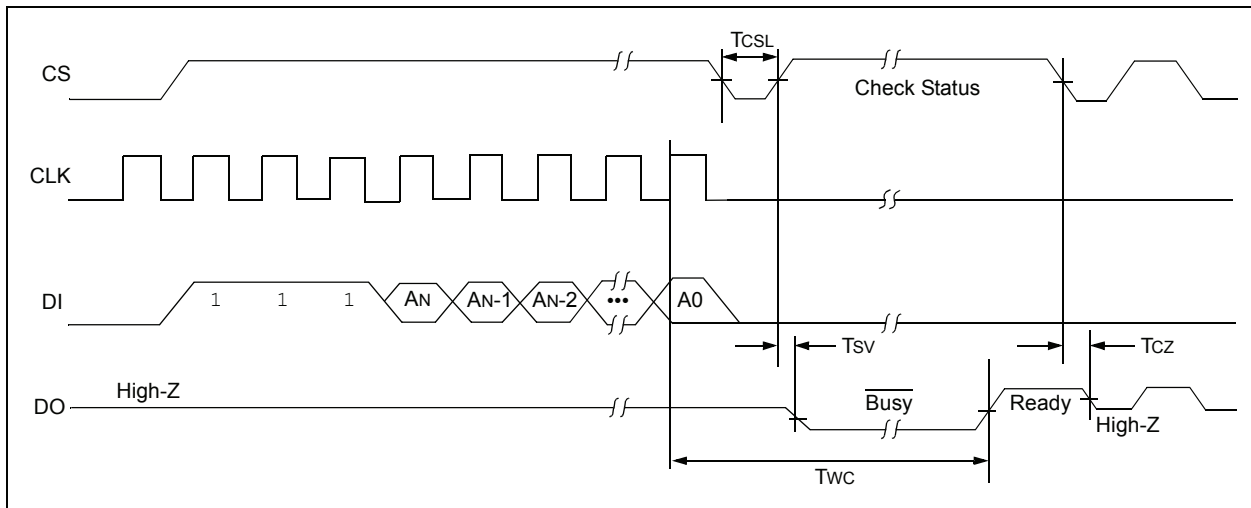 TCSL
CS
Check Status
CLK
DI
1 1 1 AN AN-1 AN-2 ••• A0
TSV
TCZ
High-Z
DO
Busy
Ready
High-Z
TWC